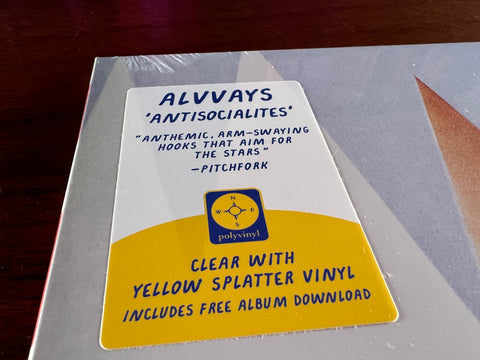 ALVVAYS
'ANTISOCIALITES'
"ANTHEMIC, ARM-SWAYING
HOOKS THAT AIM FOR
THE STARS"
—PITCHFORK
N
W E
S
polyvinyl
CLEAR WITH
YELLOW SPLATTER VINYL
INCLUDES FREE ALBUM DOWNLOAD